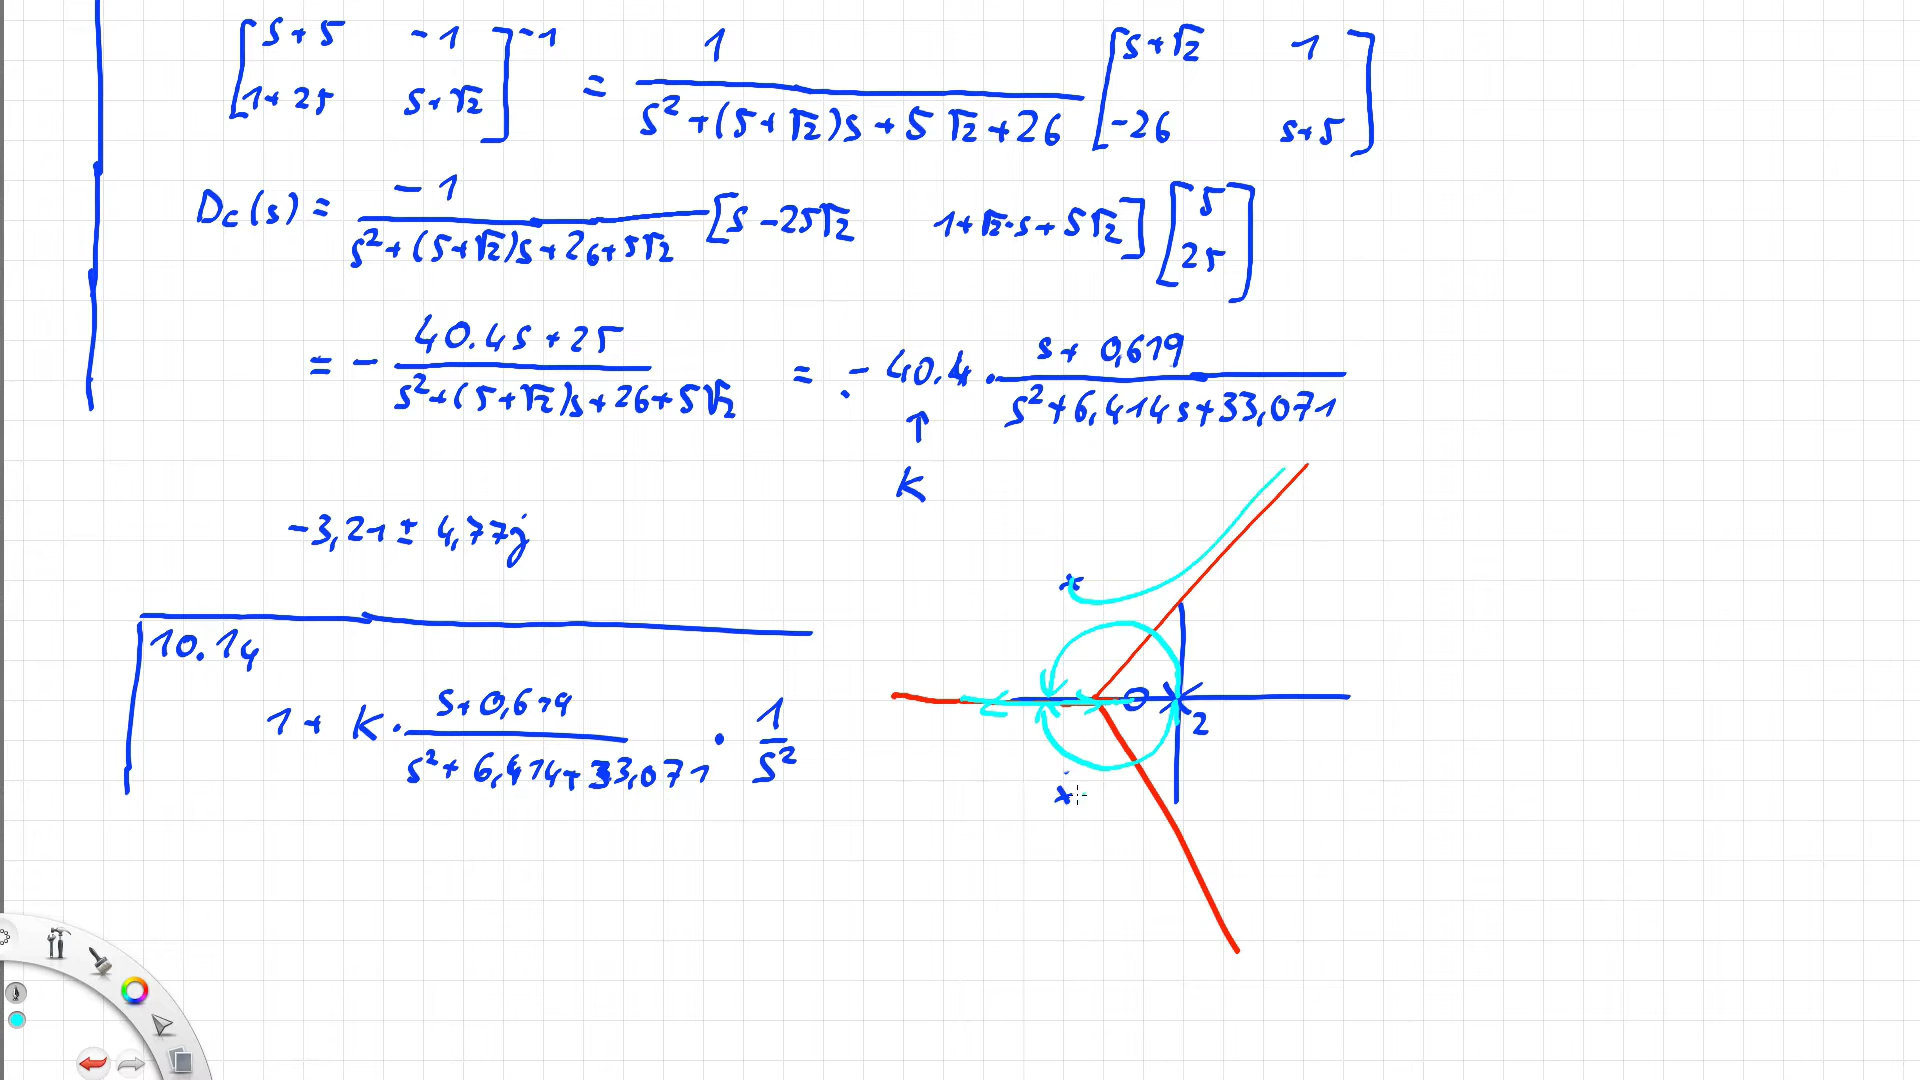 [s+5 -1; 1+25 s+√2]^-1 = 1/(s²+(5+√2)s+5√2+26) [s+√2 1; -26 s+5]
Dc(s) = -1/(s²+(5+√2)s+26+5√2) [s-25√2 1+√2·s+5√2] [5; 25]
= - (40.4s+25)/(s²+(5+√2)s+26+5√2) = - 40.4 · (s+0,619)/(s²+6,414s+33,071)
↑
K
-3,21 ± 4,77j
10.14
1 + K · (s+0,619)/(s²+6,414+33,071) · 1/s²
2